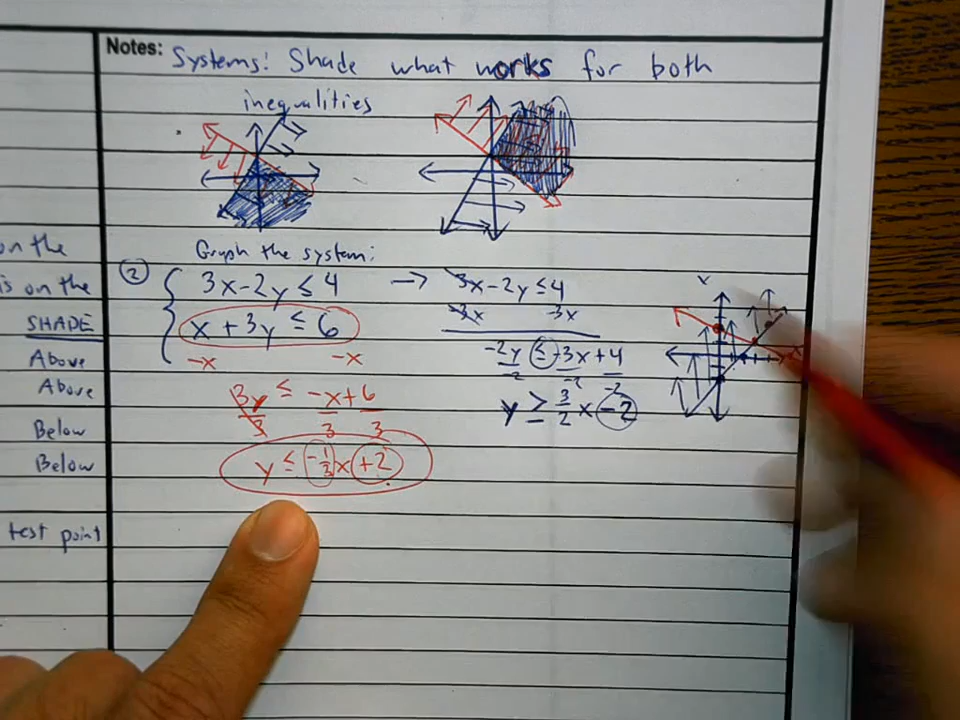 Notes: Systems! Shade what works for both
inequalities
on the
is on the
SHADE
Above
Above
Below
Below
test point
Graph the system:
② { 3x-2y≤4
x+3y≤6
-x -x
3y ≤ -x+6
3 3 3
y ≤ -1/3x+2
→ 3x-2y≤4
-3x -3x
-2y ≤ -3x+4
-2 -2 -2
y ≥ 3/2x-2